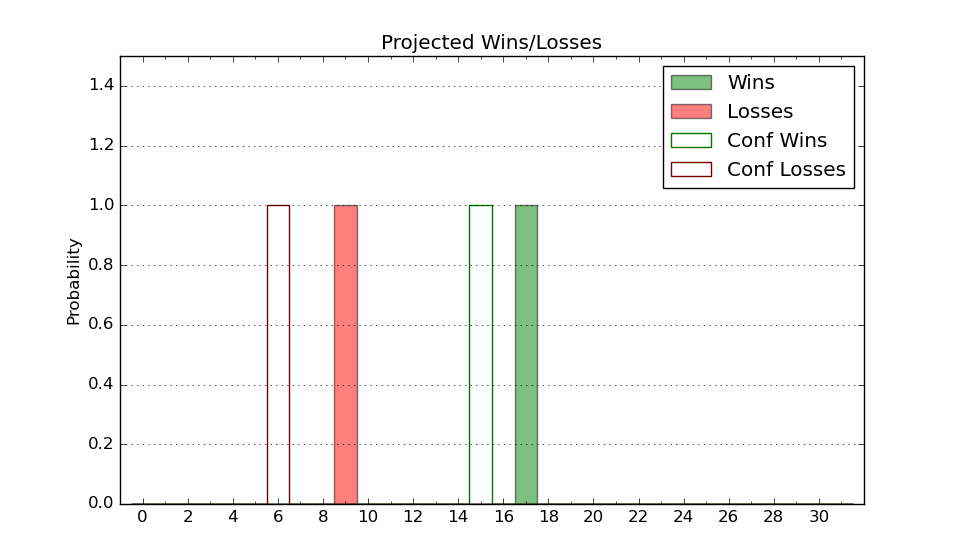 Projected Wins/Losses
Wins
Losses
Conf Wins
Conf Losses
Probability
1.4
1.2
1.0
0.8
0.6
0.4
0.2
0.0
0 2 4 6 8 10 12 14 16 18 20 22 24 26 28 30